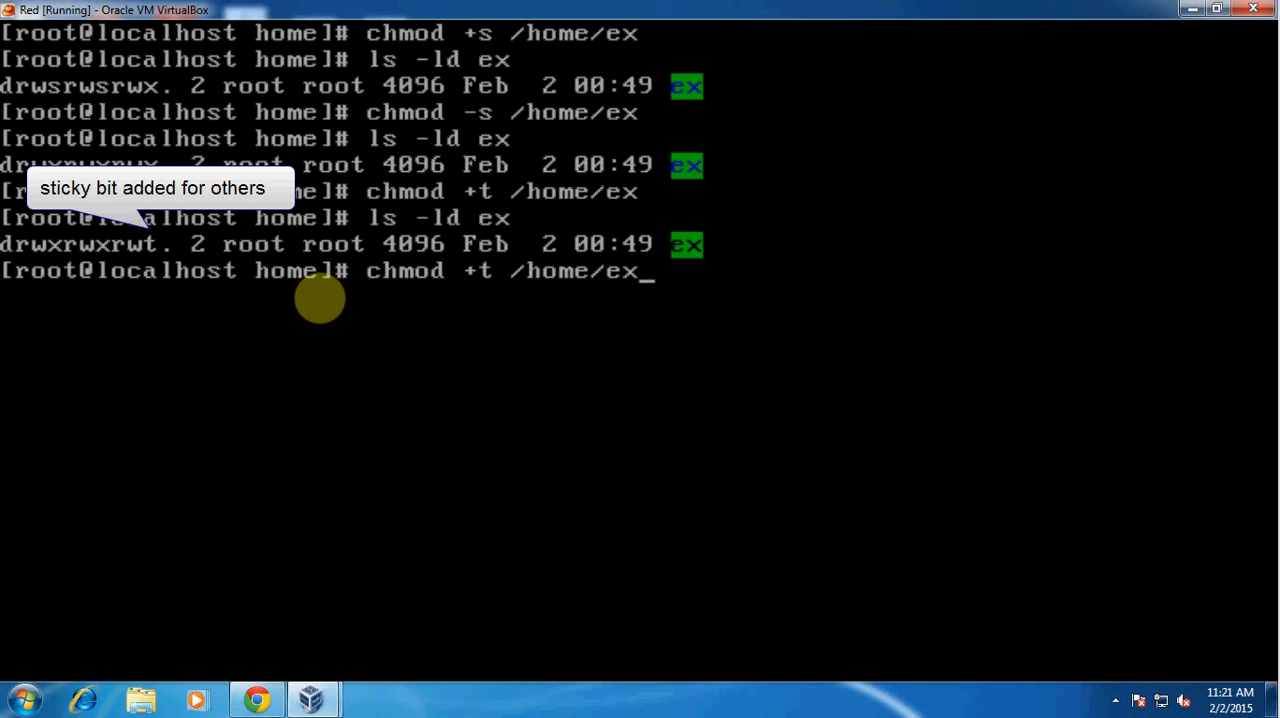 Red [Running] - Oracle VM VirtualBox
[root@localhost home]# chmod +s /home/ex
[root@localhost home]# ls -ld ex
drwsrwsrwx. 2 root root 4096 Feb  2 00:49 ex
[root@localhost home]# chmod -s /home/ex
[root@localhost home]# ls -ld ex
drwxrwxrwx. 2 root root 4096 Feb  2 00:49 ex
sticky bit added for others
me]# chmod +t /home/ex
[root@localhost home]# ls -ld ex
drwxrwxrwt. 2 root root 4096 Feb  2 00:49 ex
[root@localhost home]# chmod +t /home/ex_
11:21 AM
2/2/2015